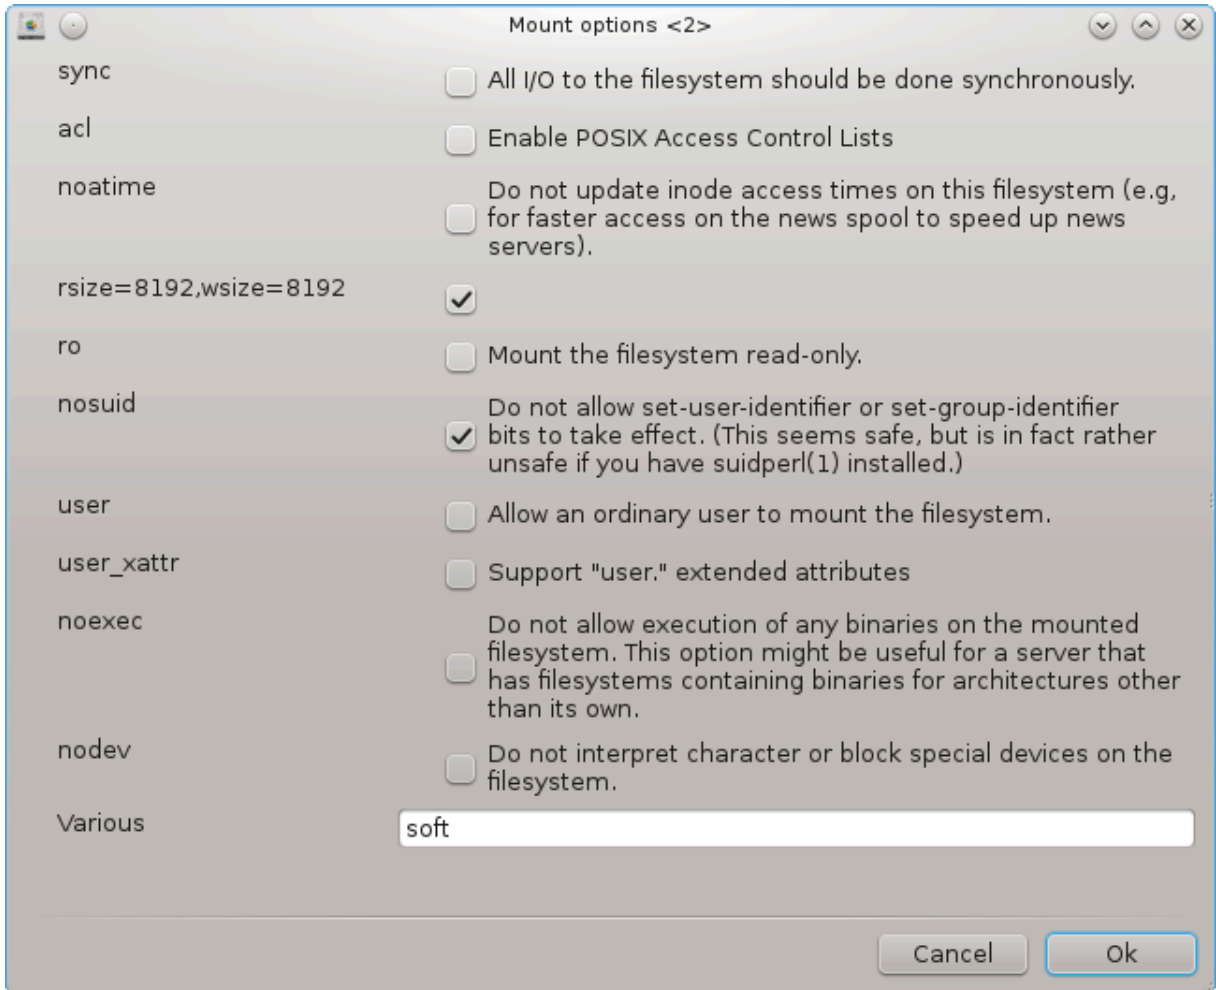 Mount options <2>
sync
All I/O to the filesystem should be done synchronously.
acl
Enable POSIX Access Control Lists
noatime
Do not update inode access times on this filesystem (e.g,
for faster access on the news spool to speed up news
servers).
rsize=8192,wsize=8192
ro
Mount the filesystem read-only.
nosuid
Do not allow set-user-identifier or set-group-identifier
bits to take effect. (This seems safe, but is in fact rather
unsafe if you have suidperl(1) installed.)
user
Allow an ordinary user to mount the filesystem.
user_xattr
Support "user." extended attributes
noexec
Do not allow execution of any binaries on the mounted
filesystem. This option might be useful for a server that
has filesystems containing binaries for architectures other
than its own.
nodev
Do not interpret character or block special devices on the
filesystem.
Various
soft
Cancel
Ok